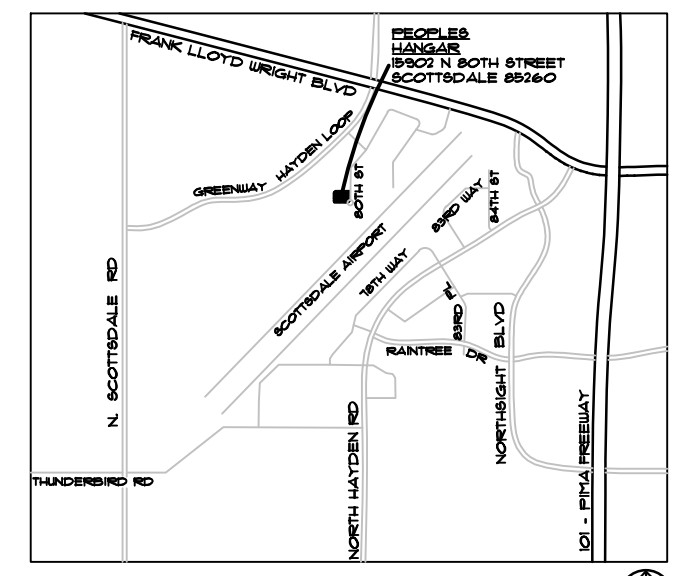 PEOPLES
HANGAR
15902 N 80TH STREET
SCOTTSDALE 85260
FRANK LLOYD WRIGHT BLVD
GREENWAY HAYDEN LOOP
80TH ST
83RD WAY
84TH ST
SCOTTSDALE AIRPORT
78TH WAY
N. SCOTTSDALE RD
83RD PL
RAINTREE DR
NORTHSIGHT BLVD
THUNDERBIRD RD
NORTH HAYDEN RD
101 - PIMA FREEWAY